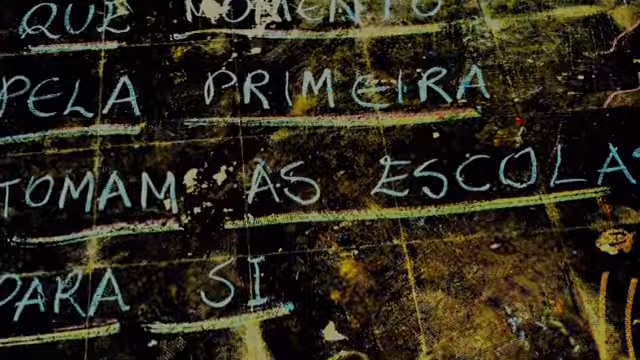 QUE MOMENTO
PELA PRIMEIRA
TOMAM AS ESCOLAS
PARA SI